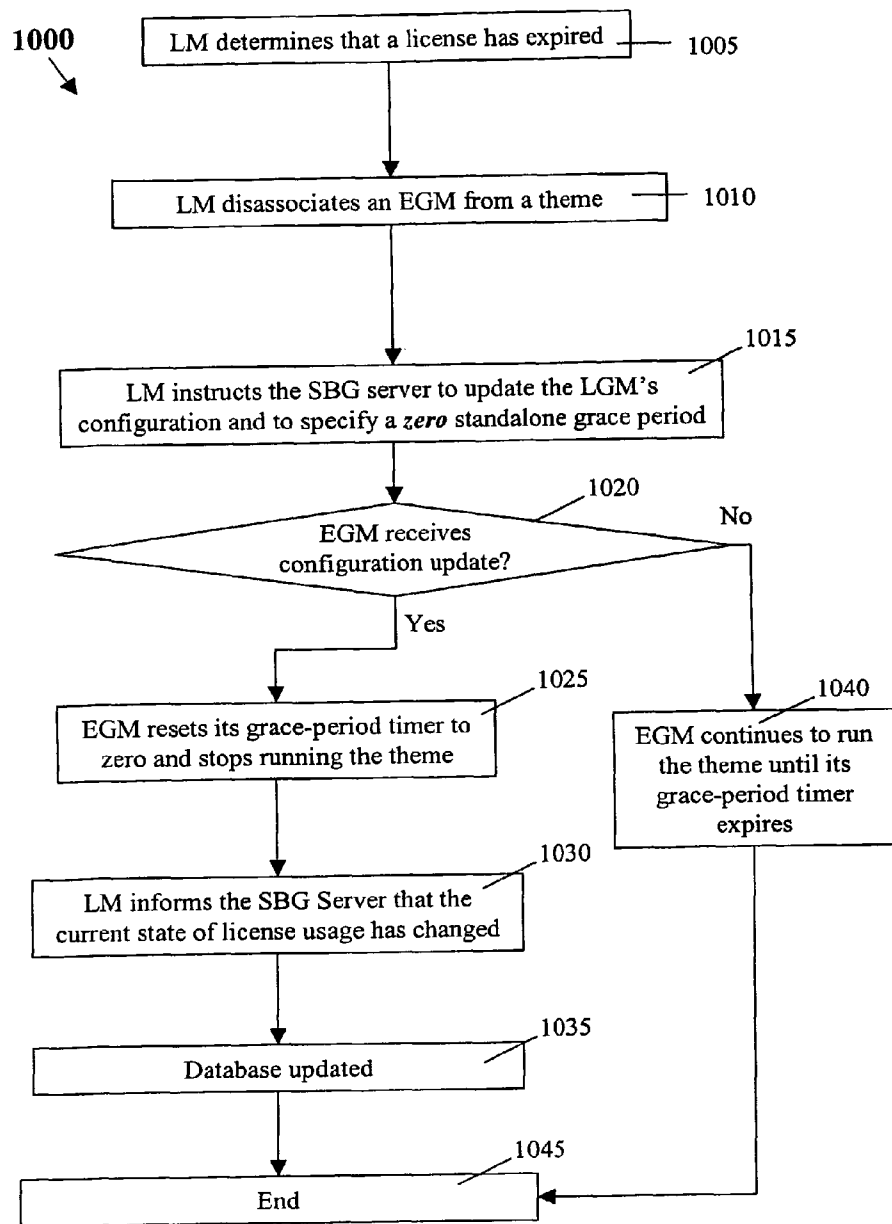 1000
LM determines that a license has expired
1005
LM disassociates an EGM from a theme
1010
1015
LM instructs the SBG server to update the LGM's
configuration and to specify a zero standalone grace period
1020
EGM receives
configuration update?
No
Yes
1025
EGM resets its grace-period timer to
zero and stops running the theme
1040
EGM continues to run
the theme until its
grace-period timer
expires
1030
LM informs the SBG Server that the
current state of license usage has changed
1035
Database updated
1045
End